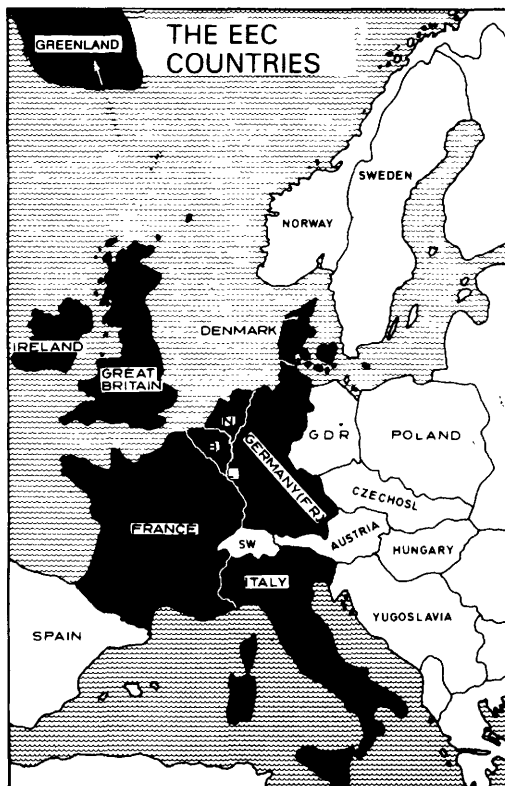 THE EEC
COUNTRIES
GREENLAND
SWEDEN
NORWAY
DENMARK
IRELAND
GREAT
BRITAIN
N
B
GERMANY(FR)
GDR
POLAND
CZECHOSL
FRANCE
SW
AUSTRIA
HUNGARY
ITALY
YUGOSLAVIA
SPAIN